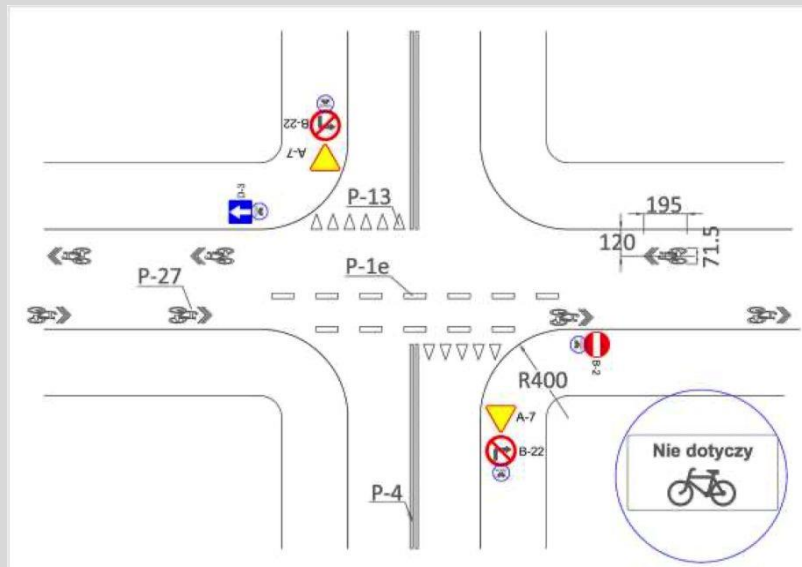 B-22
A-7
D-3
P-13
195
120
71.5
P-1e
P-27
B-2
R400
A-7
B-22
P-4
Nie dotyczy